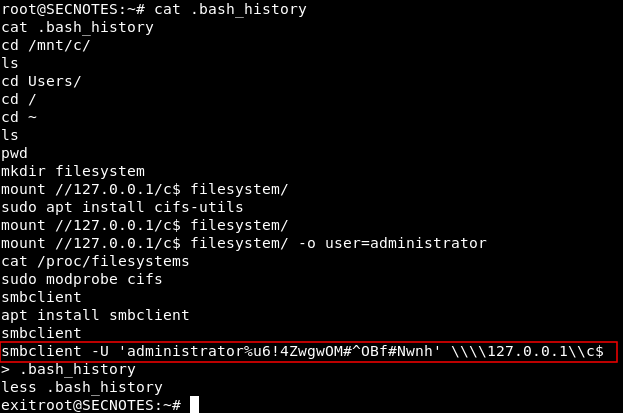 root@SECNOTES:~# cat .bash_history
cat .bash_history
cd /mnt/c/
ls
cd Users/
cd /
cd ~
ls
pwd
mkdir filesystem
mount //127.0.0.1/c$ filesystem/
sudo apt install cifs-utils
mount //127.0.0.1/c$ filesystem/
mount //127.0.0.1/c$ filesystem/ -o user=administrator
cat /proc/filesystems
sudo modprobe cifs
smbclient
apt install smbclient
smbclient
smbclient -U 'administrator%u6!4ZwgwOM#^OBf#Nwnh' \\\\127.0.0.1\\c$
> .bash_history
less .bash_history
exitroot@SECNOTES:~#